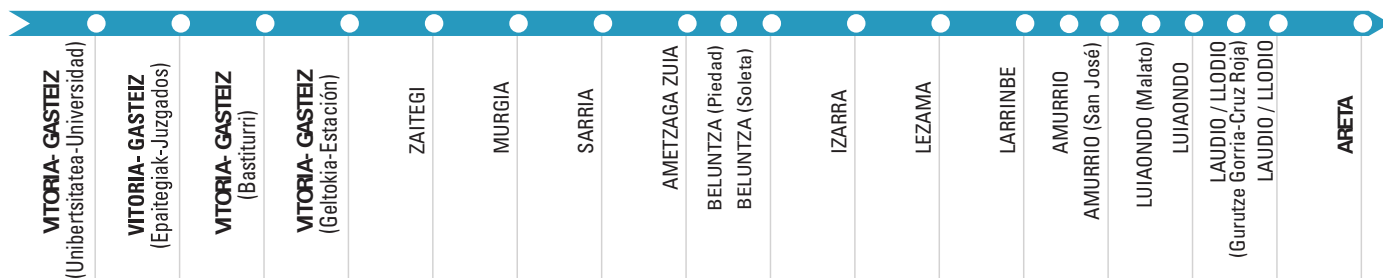 VITORIA- GASTEIZ
(Unibertsitatea-Universidad)
VITORIA- GASTEIZ
(Epaitegiak-Juzgados)
VITORIA- GASTEIZ
(Bastiturri)
VITORIA- GASTEIZ
(Geltokia-Estación)
ZAITEGI
MURGIA
SARRIA
AMETZAGA ZUIA
BELUNTZA (Piedad)
BELUNTZA (Soleta)
IZARRA
LEZAMA
LARRINBE
AMURRIO
AMURRIO (San José)
LUIAONDO (Malato)
LUIAONDO
LAUDIO / LLODIO
(Gurutze Gorria-Cruz Roja)
LAUDIO / LLODIO
ARETA